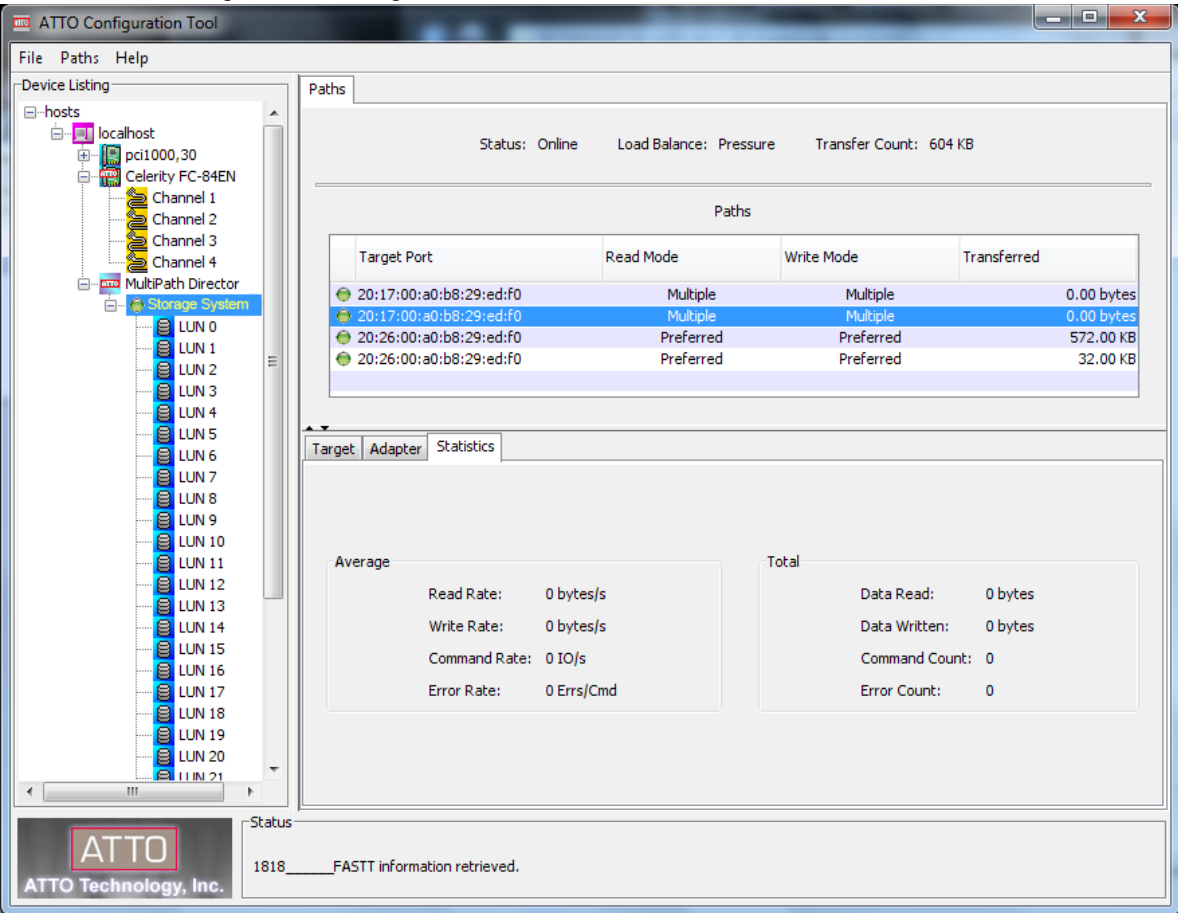 ATTO Configuration Tool
File Paths Help
Device Listing
hosts
localhost
pci1000,30
Celerity FC-84EN
Channel 1
Channel 2
Channel 3
Channel 4
MultiPath Director
Storage System
LUN 0
LUN 1
LUN 2
LUN 3
LUN 4
LUN 5
LUN 6
LUN 7
LUN 8
LUN 9
LUN 10
LUN 11
LUN 12
LUN 13
LUN 14
LUN 15
LUN 16
LUN 17
LUN 18
LUN 19
LUN 20
LUN 21
Paths
Status: Online Load Balance: Pressure Transfer Count: 604 KB
Paths
Target Port Read Mode Write Mode Transferred
20:17:00:a0:b8:29:ed:f0 Multiple Multiple 0.00 bytes
20:17:00:a0:b8:29:ed:f0 Multiple Multiple 0.00 bytes
20:26:00:a0:b8:29:ed:f0 Preferred Preferred 572.00 KB
20:26:00:a0:b8:29:ed:f0 Preferred Preferred 32.00 KB
Target Adapter Statistics
Average
Read Rate: 0 bytes/s
Write Rate: 0 bytes/s
Command Rate: 0 IO/s
Error Rate: 0 Errs/Cmd
Total
Data Read: 0 bytes
Data Written: 0 bytes
Command Count: 0
Error Count: 0
ATTO
ATTO Technology, Inc.
Status
1818______FASTT information retrieved.